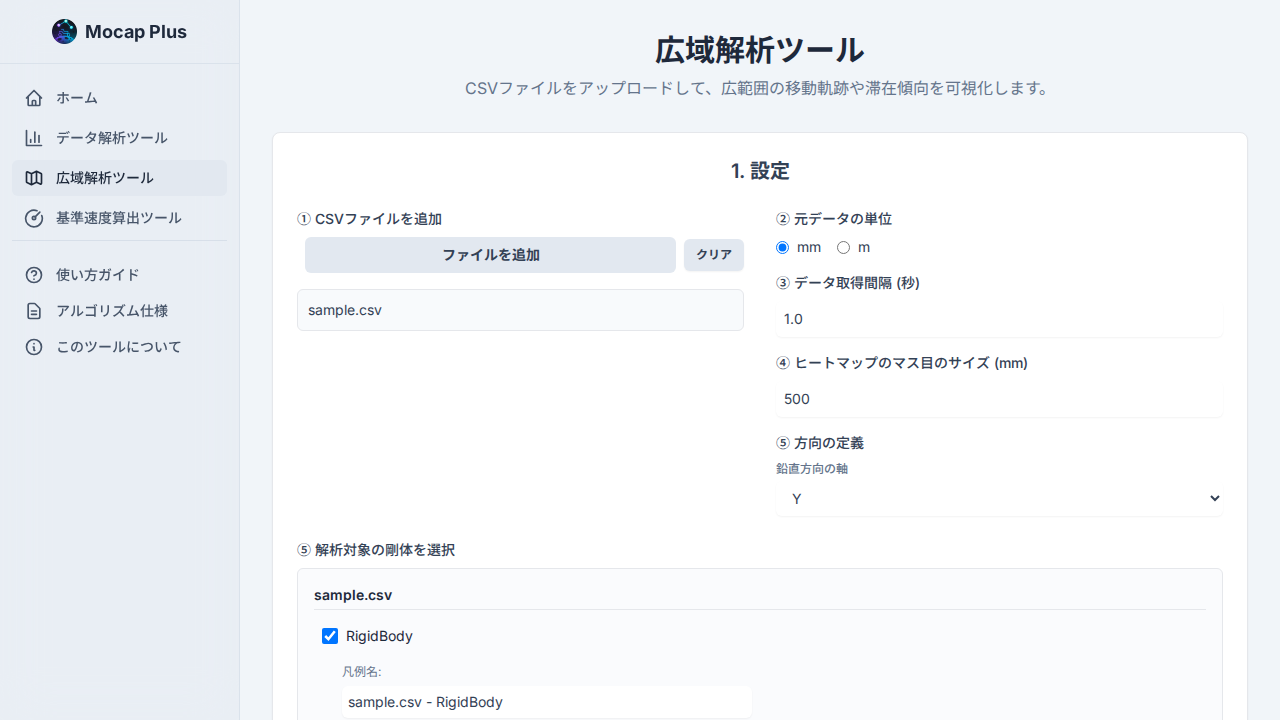 Mocap Plus
ホーム
データ解析ツール
広域解析ツール
基準速度算出ツール
使い方ガイド
アルゴリズム仕様
このツールについて
広域解析ツール
CSVファイルをアップロードして、広範囲の移動軌跡や滞在傾向を可視化します。
1. 設定
① CSVファイルを追加
ファイルを追加
クリア
sample.csv
② 元データの単位
mm m
③ データ取得間隔 (秒)
1.0
④ ヒートマップのマス目のサイズ (mm)
500
⑤ 方向の定義
鉛直方向の軸
Y
⑤ 解析対象の剛体を選択
sample.csv
RigidBody
凡例名:
sample.csv - RigidBody